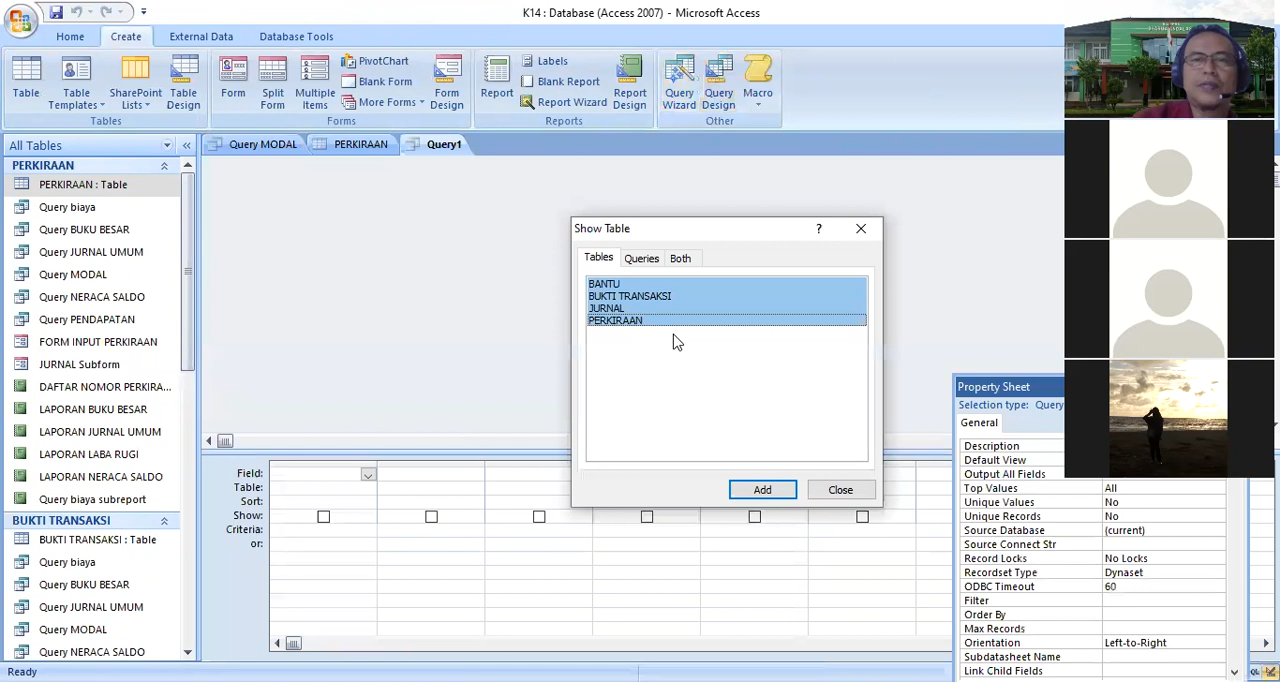 K14 : Database (Access 2007) - Microsoft Access
Home Create External Data Database Tools
Table
Table Templates
SharePoint Lists
Table Design
Tables
Form
Split Form
Multiple Items
PivotChart
Blank Form
More Forms
Form Design
Forms
Report
Labels
Blank Report
Report Wizard
Report Design
Reports
Query Wizard
Query Design
Macro
Other
All Tables
Query MODAL PERKIRAAN Query1
PERKIRAAN
PERKIRAAN : Table
Query biaya
Query BUKU BESAR
Query JURNAL UMUM
Query MODAL
Query NERACA SALDO
Query PENDAPATAN
FORM INPUT PERKIRAAN
JURNAL Subform
DAFTAR NOMOR PERKIRA...
LAPORAN BUKU BESAR
LAPORAN JURNAL UMUM
LAPORAN LABA RUGI
LAPORAN NERACA SALDO
Query biaya subreport
BUKTI TRANSAKSI
BUKTI TRANSAKSI : Table
Query biaya
Query BUKU BESAR
Query JURNAL UMUM
Query MODAL
Query NERACA SALDO
Show Table ?
Tables Queries Both
BANTU
BUKTI TRANSAKSI
JURNAL
PERKIRAAN
Add Close
Field:
Table:
Sort:
Show:
Criteria:
or:
Property Sheet
Selection type: Query
General
Description
Default View
Output All Fields
Top Values All
Unique Values No
Unique Records No
Source Database (current)
Source Connect Str
Record Locks No Locks
Recordset Type Dynaset
ODBC Timeout 60
Filter
Order By
Max Records
Orientation Left-to-Right
Subdatasheet Name
Link Child Fields
Ready